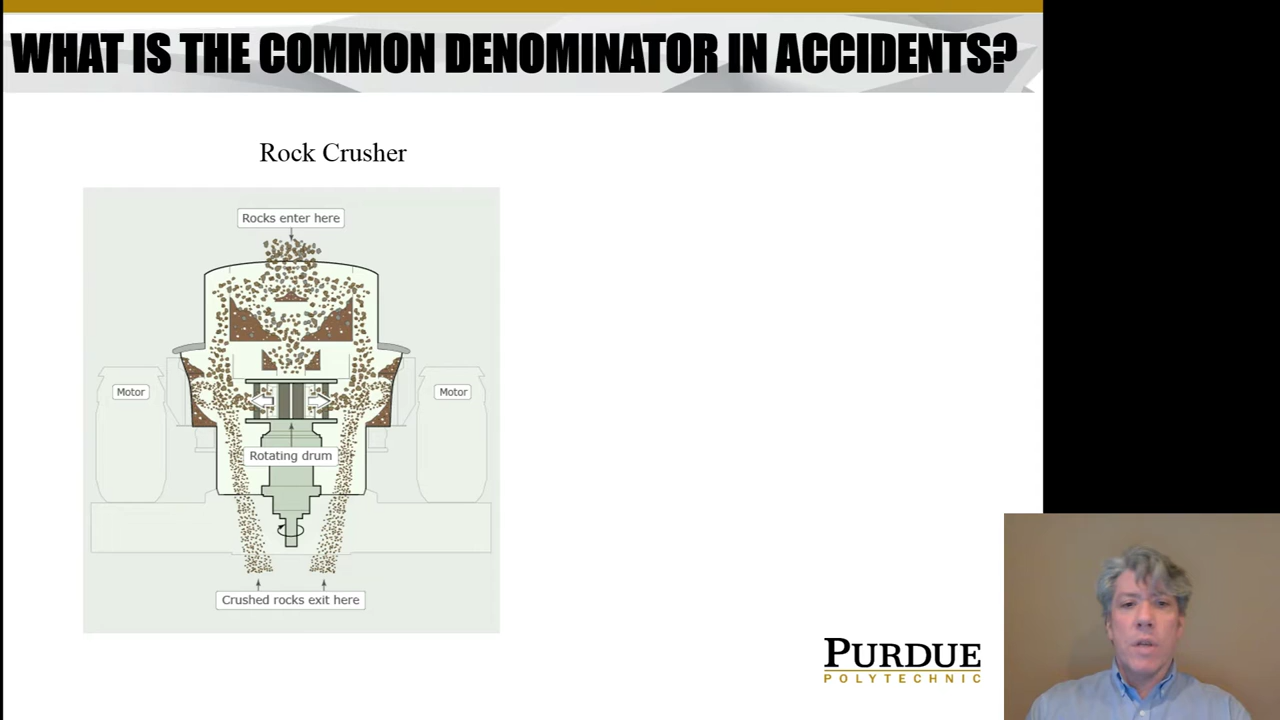 WHAT IS THE COMMON DENOMINATOR IN ACCIDENTS?
Rock Crusher
Rocks enter here
Motor
Motor
Rotating drum
Crushed rocks exit here
PURDUE
POLYTECHNIC